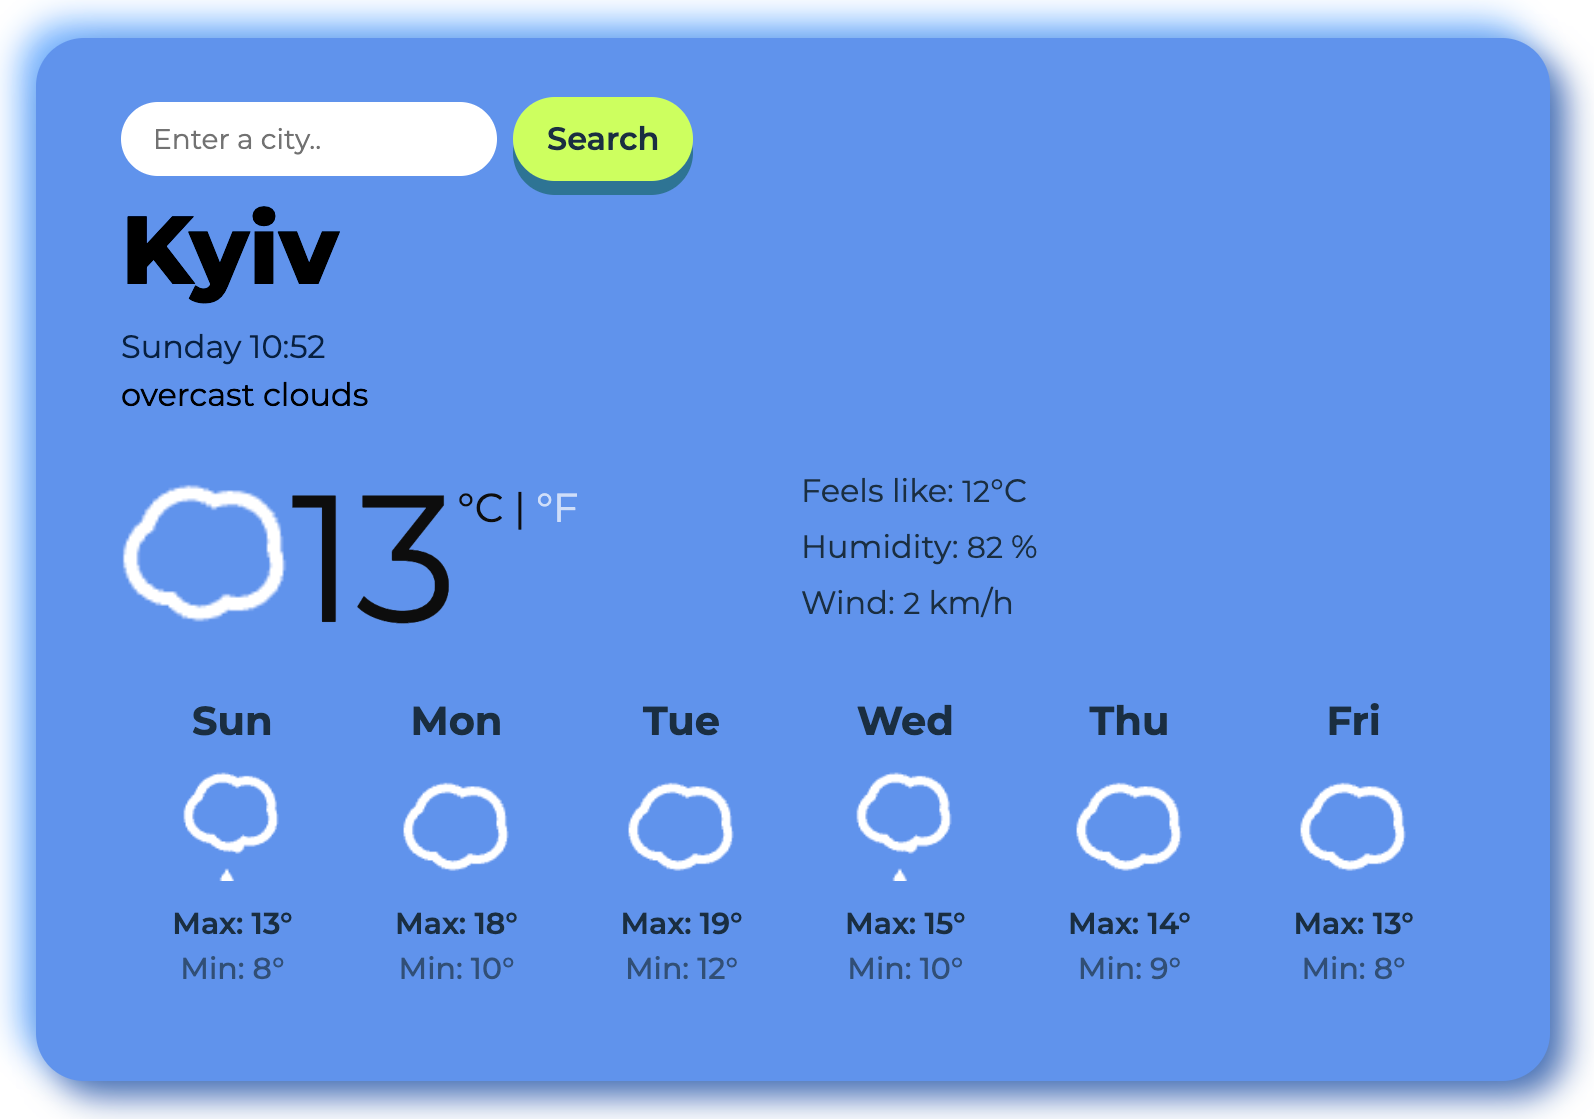 Enter a city..
Search
Kyiv
Sunday 10:52
overcast clouds
13 °C | °F
Feels like: 12°C
Humidity: 82 %
Wind: 2 km/h
Sun Mon Tue Wed Thu Fri
Max: 13° Max: 18° Max: 19° Max: 15° Max: 14° Max: 13°
Min: 8° Min: 10° Min: 12° Min: 10° Min: 9° Min: 8°